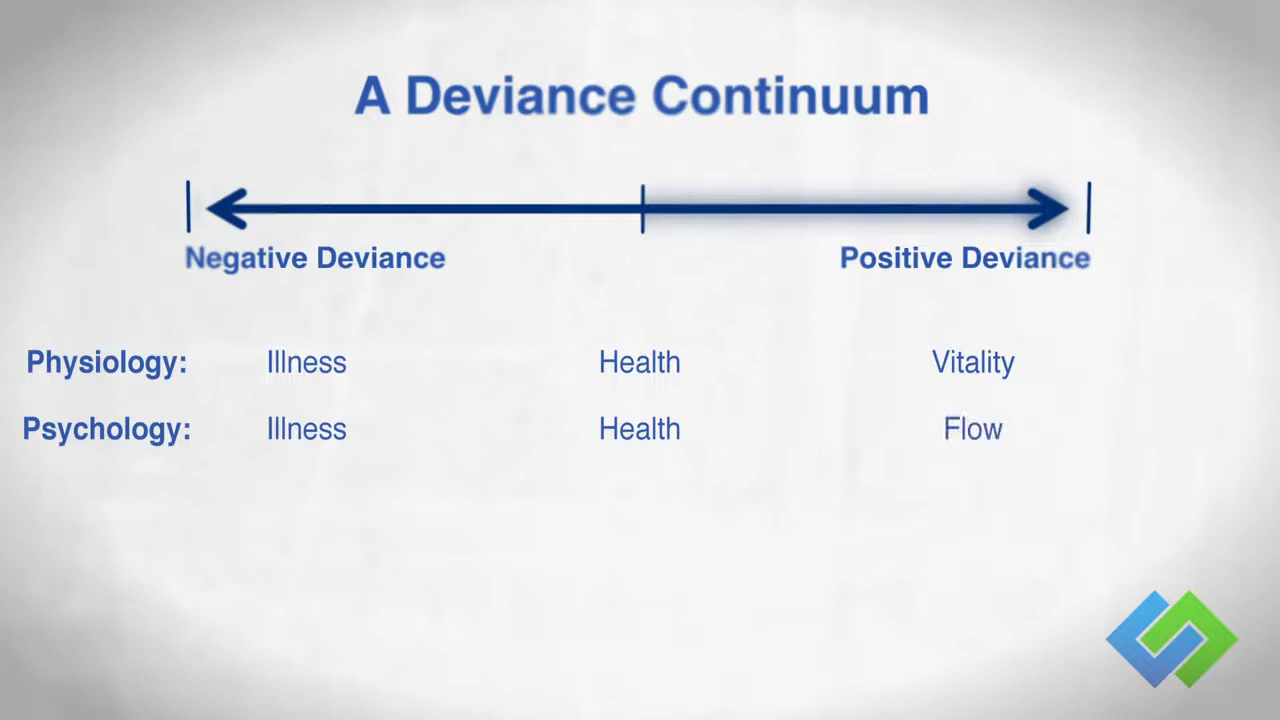 A Deviance Continuum
Negative Deviance Positive Deviance
Physiology: Illness Health Vitality
Psychology: Illness Health Flow